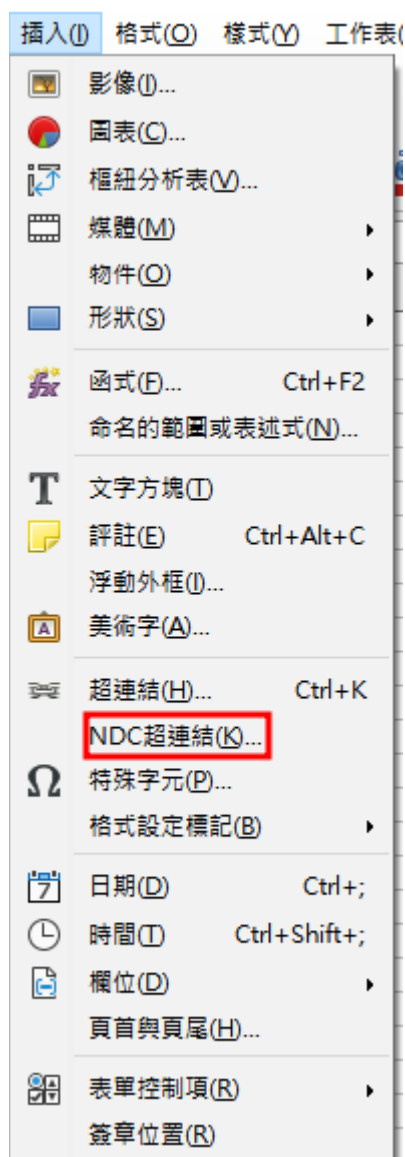 插入(I) 格式(O) 樣式(Y) 工作表(
影像(I)...
圖表(C)...
樞紐分析表(V)...
媒體(M)
物件(O)
形狀(S)
函式(F)... Ctrl+F2
命名的範圍或表述式(N)...
文字方塊(T)
評註(E) Ctrl+Alt+C
浮動外框(I)...
美術字(A)...
超連結(H)... Ctrl+K
NDC超連結(K)...
特殊字元(P)...
格式設定標記(B)
日期(D) Ctrl+;
時間(T) Ctrl+Shift+;
欄位(D)
頁首與頁尾(H)...
表單控制項(R)
簽章位置(R)